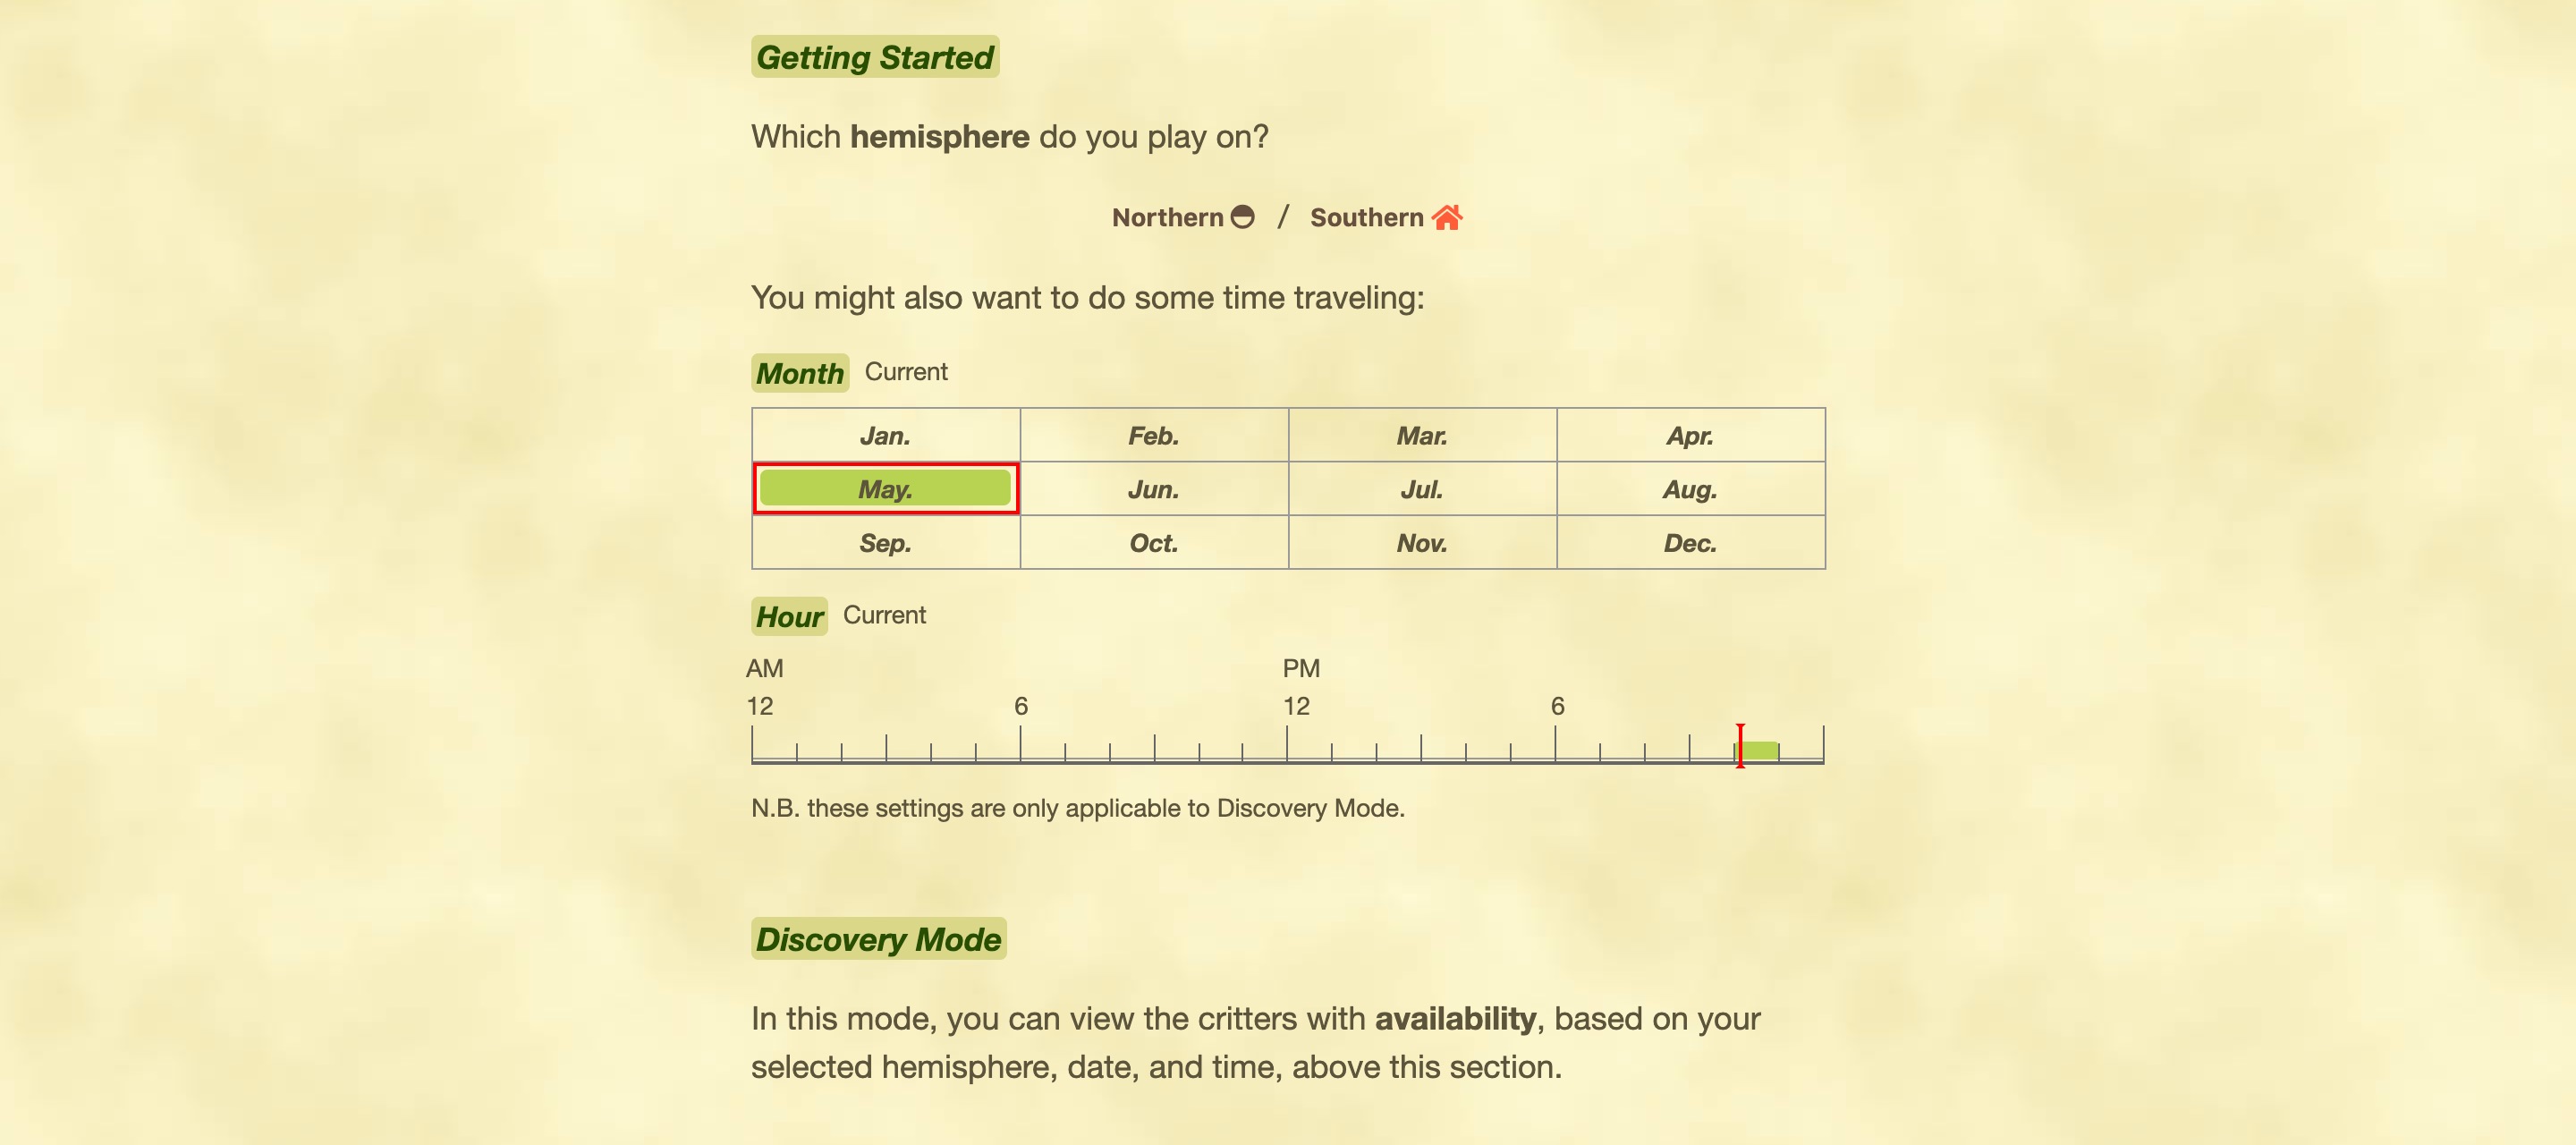 Getting Started
Which hemisphere do you play on?
Northern / Southern
You might also want to do some time traveling:
Month Current
Jan. Feb. Mar. Apr.
May. Jun. Jul. Aug.
Sep. Oct. Nov. Dec.
Hour Current
AM PM
12 6 12 6
N.B. these settings are only applicable to Discovery Mode.
Discovery Mode
In this mode, you can view the critters with availability, based on your
selected hemisphere, date, and time, above this section.